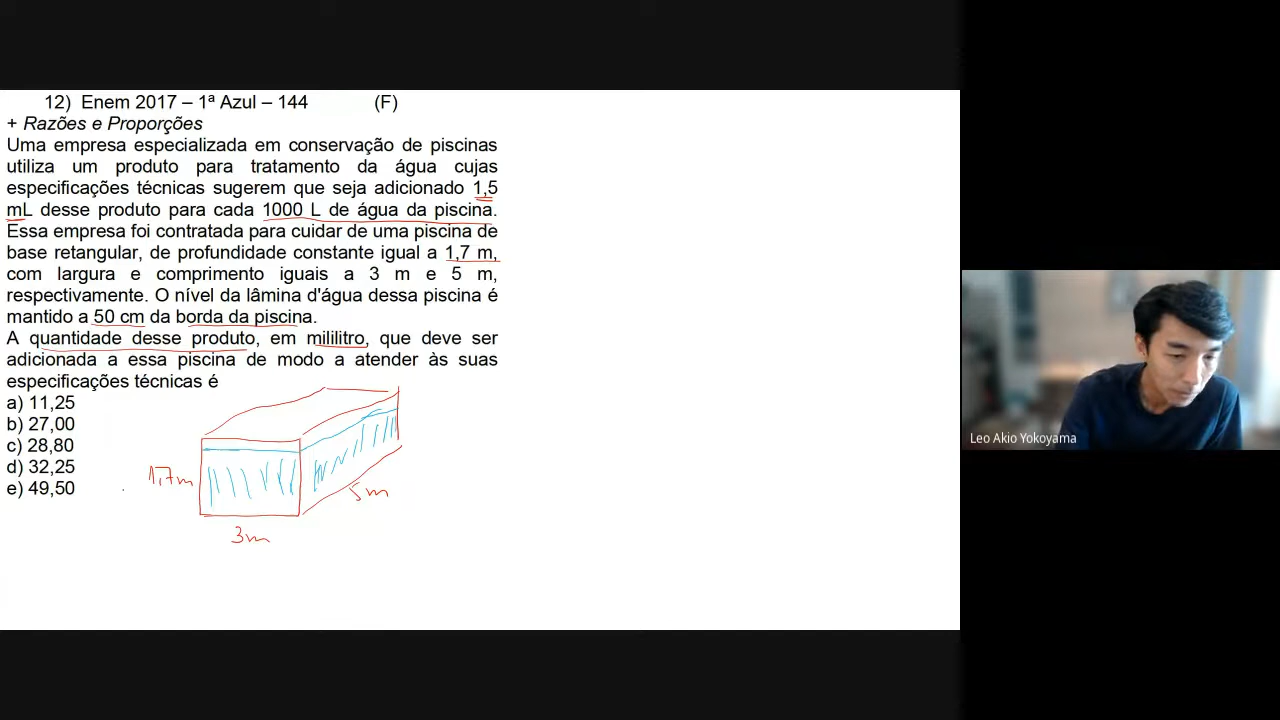 12) Enem 2017 – 1ª Azul – 144 (F)
+ Razões e Proporções
Uma empresa especializada em conservação de piscinas
utiliza um produto para tratamento da água cujas
especificações técnicas sugerem que seja adicionado 1,5
mL desse produto para cada 1000 L de água da piscina.
Essa empresa foi contratada para cuidar de uma piscina de
base retangular, de profundidade constante igual a 1,7 m,
com largura e comprimento iguais a 3 m e 5 m,
respectivamente. O nível da lâmina d'água dessa piscina é
mantido a 50 cm da borda da piscina.
A quantidade desse produto, em mililitro, que deve ser
adicionada a essa piscina de modo a atender às suas
especificações técnicas é
a) 11,25
b) 27,00
c) 28,80
d) 32,25
e) 49,50
1,7m
5m
3m
Leo Akio Yokoyama